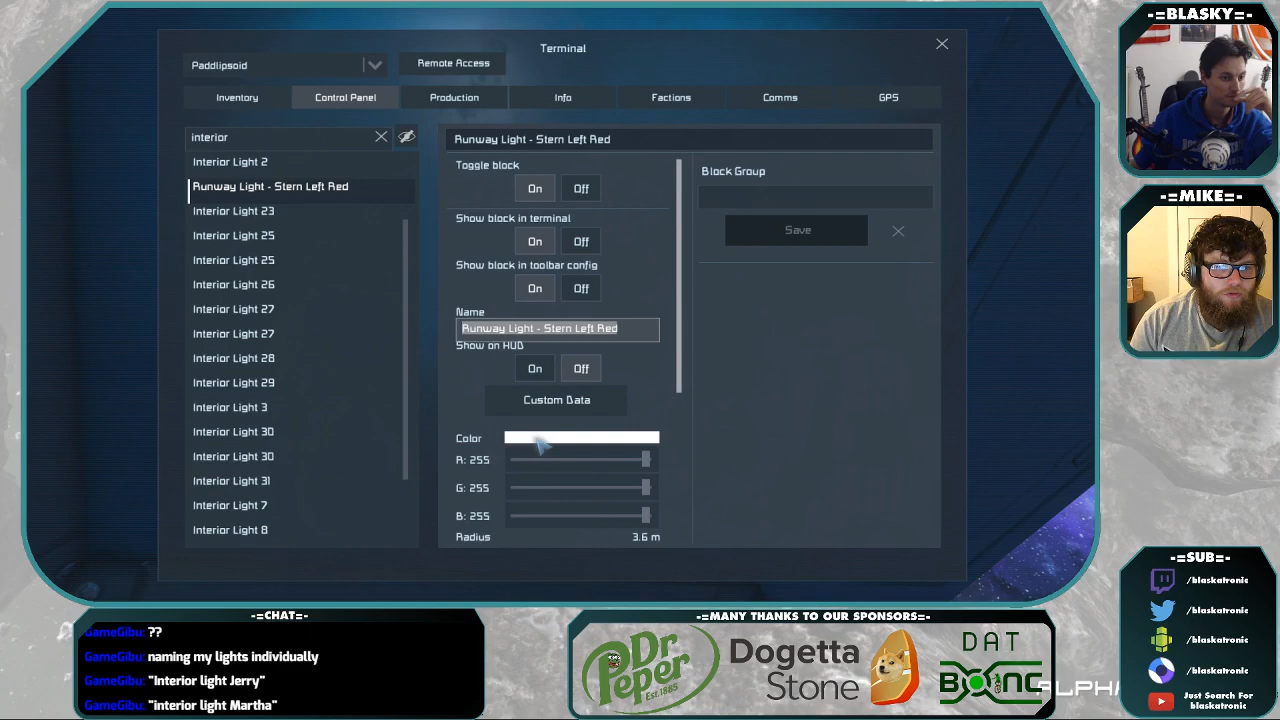 Terminal
Paddlipsoid
Remote Access
Inventory
Control Panel
Production
Info
Factions
Comms
GPS
interior
Interior Light 2
Runway Light - Stern Left Red
Interior Light 23
Interior Light 25
Interior Light 25
Interior Light 26
Interior Light 27
Interior Light 27
Interior Light 28
Interior Light 29
Interior Light 3
Interior Light 30
Interior Light 30
Interior Light 31
Interior Light 7
Interior Light 8
Runway Light - Stern Left Red
Toggle block
On Off
Show block in terminal
On Off
Show block in toolbar config
On Off
Name
Runway Light - Stern Left Red
Show on HUD
On Off
Custom Data
Color
R: 255
G: 255
B: 255
Radius 3.6 m
Block Group
Save
-=BLASKY=-
-=MIKE=-
-=SUB=-
/blaskatronic
/blaskatronic
/blaskatronic
/blaskatronic
Just Search For
blaskatronic
-=CHAT=-
GameGibu: ??
GameGibu: naming my lights individually
GameGibu: "Interior light Jerry"
GameGibu: "interior light Martha"
-=MANY THANKS TO OUR SPONSORS=-
Dr Peper
Dogetta
Stone
DAT
BOINC
ALPHA